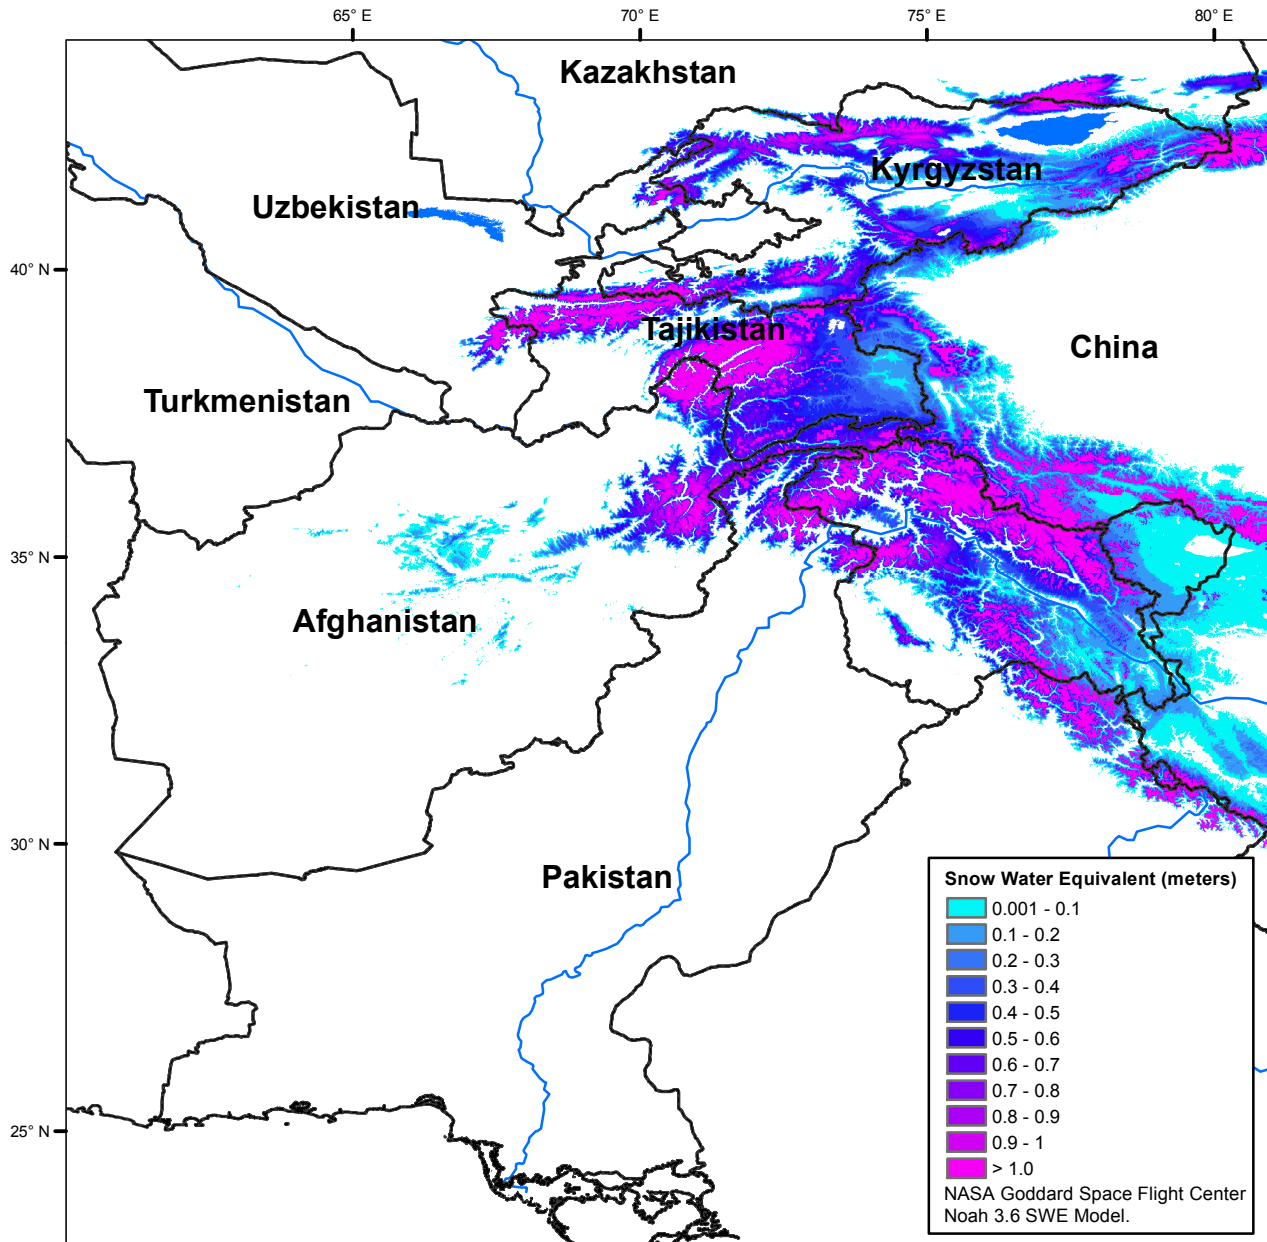 65° E
70° E
75° E
80° E
Kazakhstan
Kyrgyzstan
Uzbekistan
40° N
Tajikistan
China
Turkmenistan
35° N
Afghanistan
30° N
Pakistan
25° N
Snow Water Equivalent (meters)
0.001 - 0.1
0.1 - 0.2
0.2 - 0.3
0.3 - 0.4
0.4 - 0.5
0.5 - 0.6
0.6 - 0.7
0.7 - 0.8
0.8 - 0.9
0.9 - 1
> 1.0
NASA Goddard Space Flight Center
Noah 3.6 SWE Model.